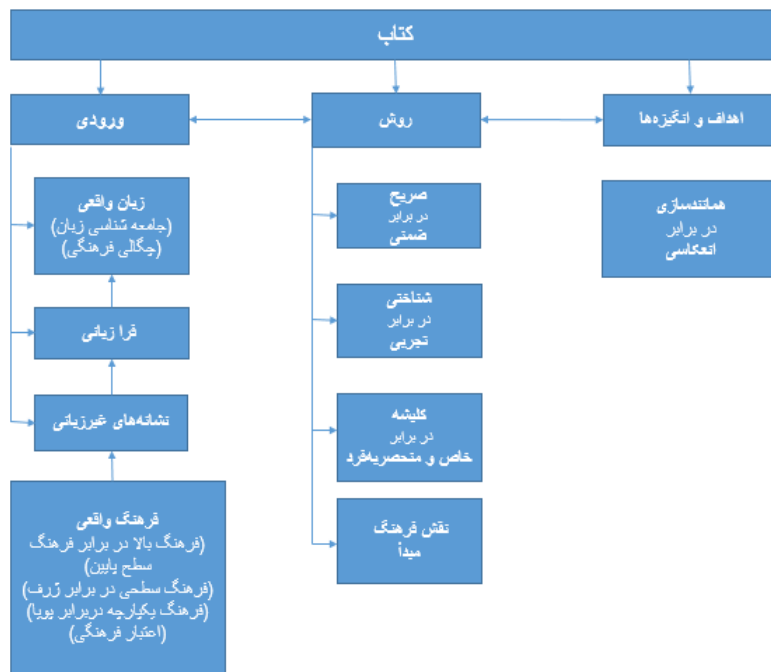 کتاب
ورودی
روش
اهداف و انگیزه‌ها
زبان واقعی
(جامعه شناسی زبان)
(چگالی فرهنگی)
فرا زبانی
نشانه‌های غیرزبانی
فرهنگ واقعی
(فرهنگ بالا در برابر فرهنگ
سطح پایین)
(فرهنگ سطحی در برابر ژرف)
(فرهنگ یکپارچه دربرابر پویا)
(اعتبار فرهنگی)
صریح
در برابر
ضمنی
شناختی
در برابر
تجربی
کلیشه
در برابر
خاص و منحصربه‌فرد
نقش فرهنگ
مبدأ
همانندسازی
در برابر
انعکاسی